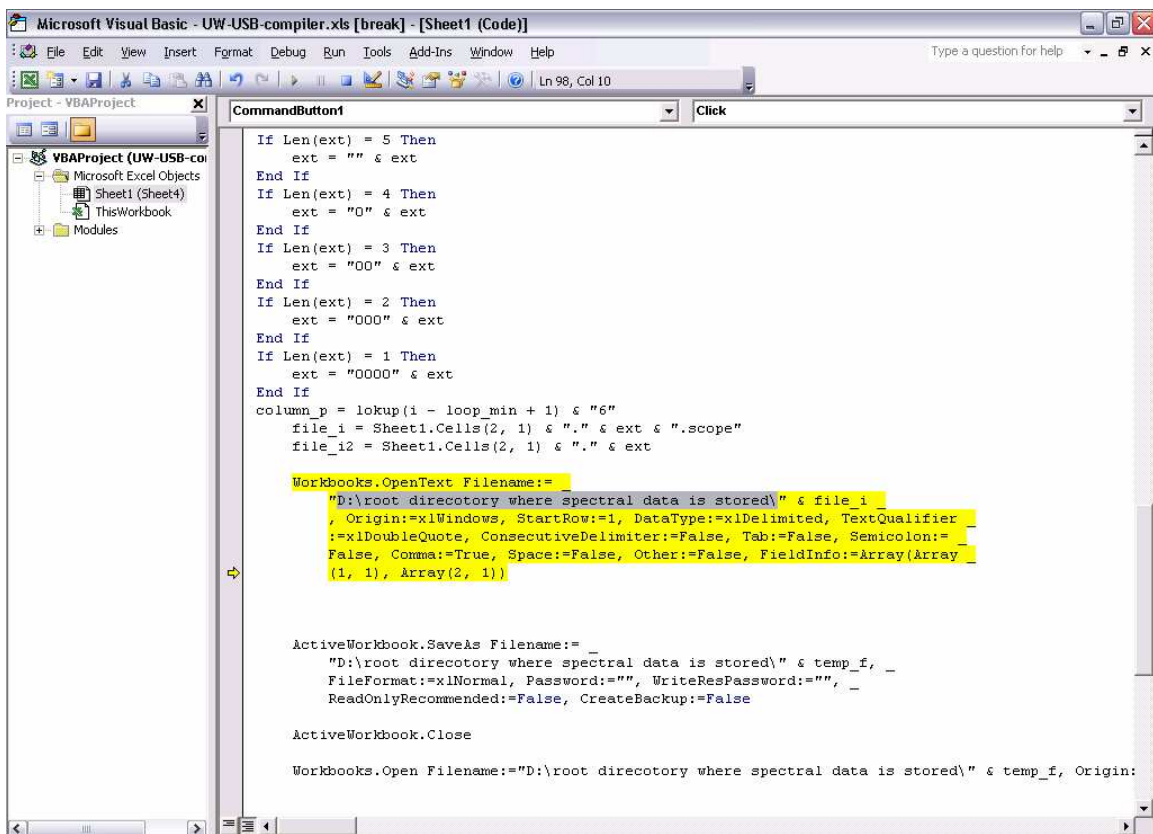 Microsoft Visual Basic - UW-USB-compiler.xls [break] - [Sheet1 (Code)]
File Edit View Insert Format Debug Run Tools Add-Ins Window Help
Type a question for help
Ln 98, Col 10
Project - VBAProject
CommandButton1
Click
VBAProject (UW-USB-co
Microsoft Excel Objects
Sheet1 (Sheet4)
ThisWorkbook
Modules
If Len(ext) = 5 Then
ext = "" & ext
End If
If Len(ext) = 4 Then
ext = "0" & ext
End If
If Len(ext) = 3 Then
ext = "00" & ext
End If
If Len(ext) = 2 Then
ext = "000" & ext
End If
If Len(ext) = 1 Then
ext = "0000" & ext
End If
column_p = lokup(i - loop_min + 1) & "6"
file_i = Sheet1.Cells(2, 1) & "." & ext & ".scope"
file_i2 = Sheet1.Cells(2, 1) & "." & ext
Workbooks.OpenText Filename:= _
"D:\root direcotory where spectral data is stored\" & file_i _
, Origin:=xlWindows, StartRow:=1, DataType:=xlDelimited, TextQualifier _
:=xlDoubleQuote, ConsecutiveDelimiter:=False, Tab:=False, Semicolon:= _
False, Comma:=True, Space:=False, Other:=False, FieldInfo:=Array(Array _
(1, 1), Array(2, 1))
ActiveWorkbook.SaveAs Filename:= _
"D:\root direcotory where spectral data is stored\" & temp_f, _
FileFormat:=xlNormal, Password:="", WriteResPassword:="", _
ReadOnlyRecommended:=False, CreateBackup:=False
ActiveWorkbook.Close
Workbooks.Open Filename:="D:\root direcotory where spectral data is stored\" & temp_f, Origin: